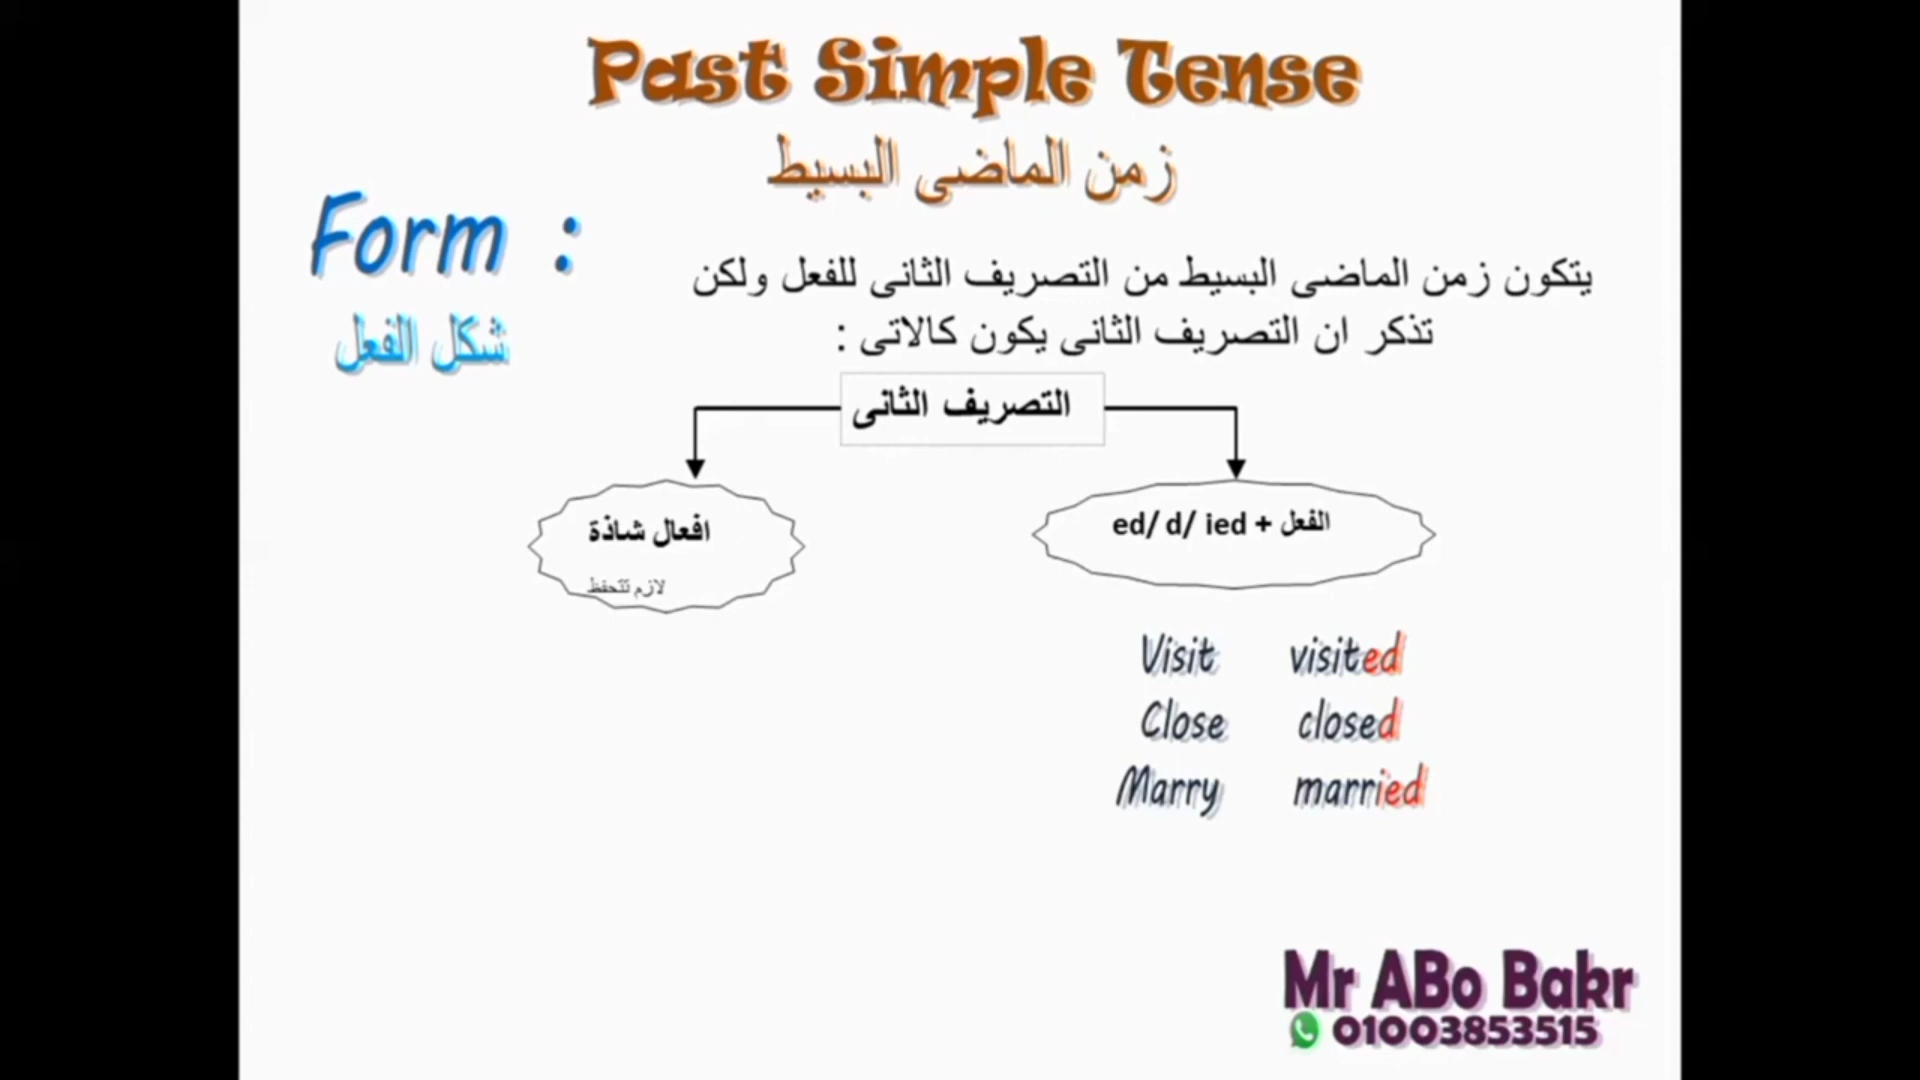 Past Simple Tense
زمن الماضى البسيط
Form :
شكل الفعل
يتكون زمن الماضى البسيط من التصريف الثانى للفعل ولكن
تذكر ان التصريف الثانى يكون كالاتى :
التصريف الثانى
الفعل + ed/ d/ ied
افعال شاذة
لازم تتحفظ
Visit visited
Close closed
Marry married
Mr ABo Bakr
01003853515